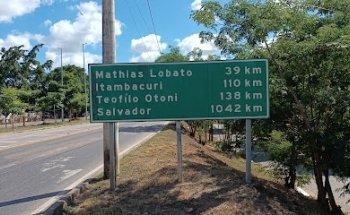 Mathias Lobato 39 km
Itambacuri 110 km
Teofilo Otoni 138 km
Salvador 1042 km